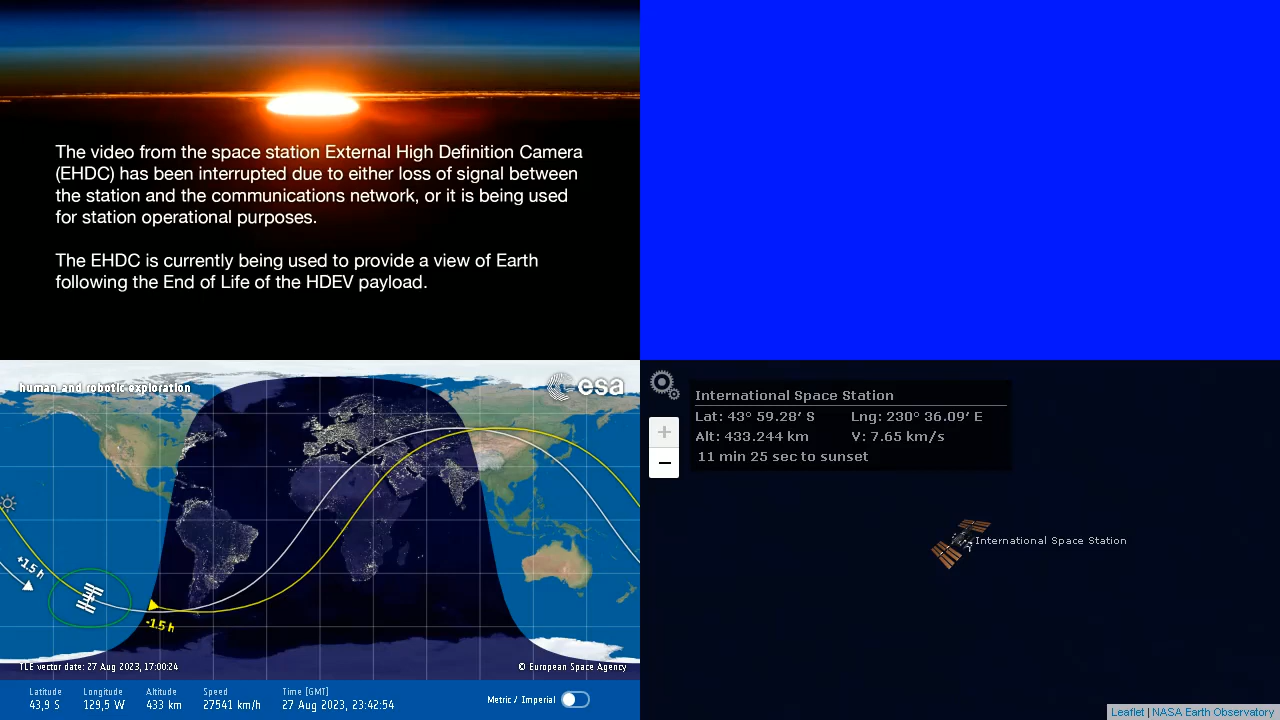 The video from the space station External High Definition Camera
(EHDC) has been interrupted due to either loss of signal between
the station and the communications network, or it is being used
for station operational purposes.
The EHDC is currently being used to provide a view of Earth
following the End of Life of the HDEV payload.
human and robotic exploration
esa
+1.5 h
-1.5 h
TLE vector date: 27 Aug 2023, 17:00:24
© European Space Agency
Latitude Longitude Altitude Speed Time [GMT]
43,9 S 129,5 W 433 km 27541 km/h 27 Aug 2023, 23:42:54
Metric / Imperial
International Space Station
Lat: 43° 59.28′ S Lng: 230° 36.09′ E
Alt: 433.244 km V: 7.65 km/s
11 min 25 sec to sunset
+
−
International Space Station
Leaflet | NASA Earth Observatory